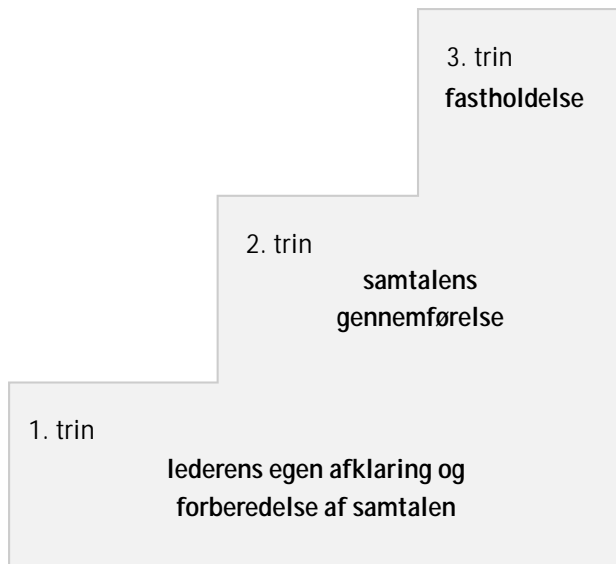 3. trin
fastholdelse
2. trin
samtalens
gennemførelse
1. trin
lederens egen afklaring og
forberedelse af samtalen